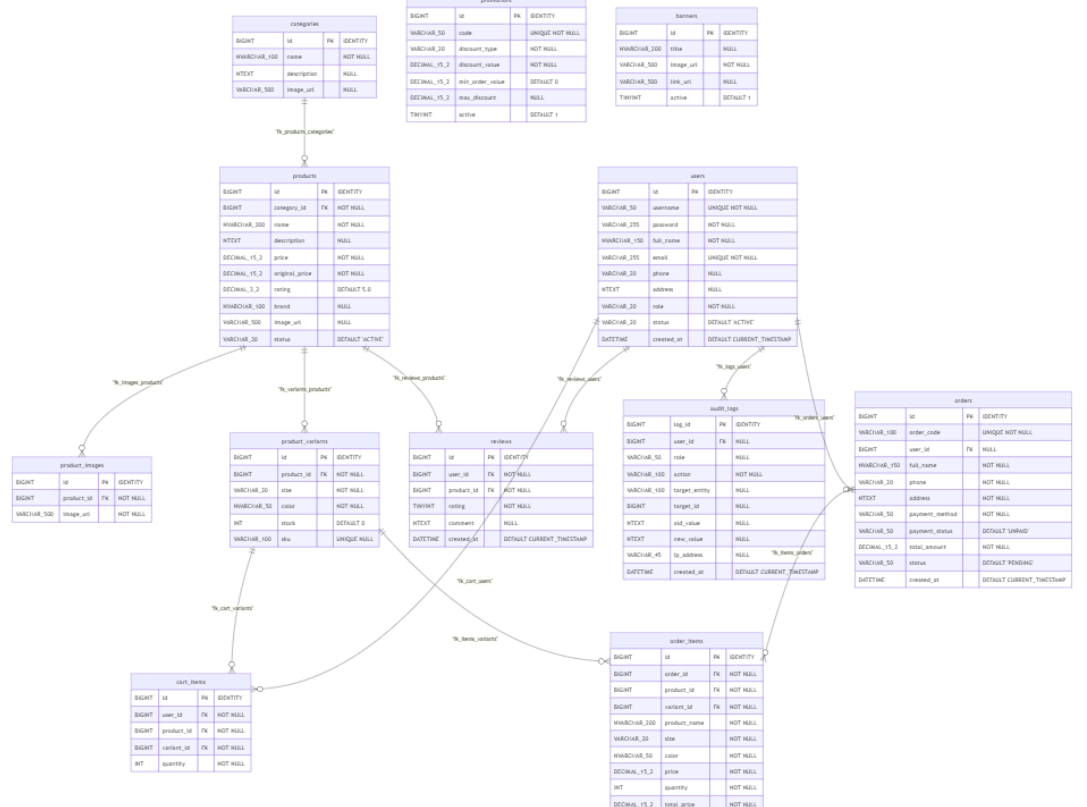 categories
BIGINT id PK IDENTITY
NVARCHAR_100 name NOT NULL
NTEXT description NULL
VARCHAR_500 image_url NULL
BIGINT id PK IDENTITY
VARCHAR_50 code UNIQUE NOT NULL
VARCHAR_20 discount_type NOT NULL
DECIMAL_15_2 discount_value NOT NULL
DECIMAL_15_2 min_order_value DEFAULT 0
DECIMAL_15_2 max_discount NULL
TINYINT active DEFAULT 1
banners
BIGINT id PK IDENTITY
NVARCHAR_200 title NULL
VARCHAR_500 image_url NOT NULL
VARCHAR_500 link_url NULL
TINYINT active DEFAULT 1
"fk_products_categories"
products
BIGINT id PK IDENTITY
BIGINT category_id FK NOT NULL
NVARCHAR_200 name NOT NULL
NTEXT description NULL
DECIMAL_15_2 price NOT NULL
DECIMAL_15_2 original_price NOT NULL
DECIMAL_3_2 rating DEFAULT 5.0
NVARCHAR_100 brand NULL
VARCHAR_500 image_url NULL
VARCHAR_20 status DEFAULT 'ACTIVE'
users
BIGINT id PK IDENTITY
VARCHAR_50 username UNIQUE NOT NULL
VARCHAR_255 password NOT NULL
NVARCHAR_150 full_name NOT NULL
VARCHAR_255 email UNIQUE NOT NULL
VARCHAR_20 phone NULL
NTEXT address NULL
VARCHAR_20 role NOT NULL
VARCHAR_20 status DEFAULT 'ACTIVE'
DATETIME created_at DEFAULT CURRENT_TIMESTAMP
"fk_images_products"
"fk_variants_products"
"fk_reviews_products"
"fk_reviews_users"
"fk_logs_users"
"fk_orders_users"
product_images
BIGINT id PK IDENTITY
BIGINT product_id FK NOT NULL
VARCHAR_500 image_url NOT NULL
product_variants
BIGINT id PK IDENTITY
BIGINT product_id FK NOT NULL
VARCHAR_20 size NOT NULL
NVARCHAR_50 color NOT NULL
INT stock DEFAULT 0
VARCHAR_100 sku UNIQUE NULL
reviews
BIGINT id PK IDENTITY
BIGINT user_id FK NOT NULL
BIGINT product_id FK NOT NULL
TINYINT rating NOT NULL
NTEXT comment NULL
DATETIME created_at DEFAULT CURRENT_TIMESTAMP
audit_logs
BIGINT log_id PK IDENTITY
BIGINT user_id FK NULL
VARCHAR_50 role NULL
VARCHAR_100 action NOT NULL
VARCHAR_100 target_entity NULL
BIGINT target_id NULL
NTEXT old_value NULL
NTEXT new_value NULL
VARCHAR_45 ip_address NULL
DATETIME created_at DEFAULT CURRENT_TIMESTAMP
orders
BIGINT id PK IDENTITY
VARCHAR_100 order_code UNIQUE NOT NULL
BIGINT user_id FK NULL
NVARCHAR_150 full_name NOT NULL
VARCHAR_20 phone NOT NULL
NTEXT address NOT NULL
VARCHAR_50 payment_method NOT NULL
VARCHAR_50 payment_status DEFAULT 'UNPAID'
DECIMAL_15_2 total_amount NOT NULL
VARCHAR_50 status DEFAULT 'PENDING'
DATETIME created_at DEFAULT CURRENT_TIMESTAMP
"fk_items_orders"
"fk_cart_users"
"fk_cart_variants"
"fk_items_variants"
cart_items
BIGINT id PK IDENTITY
BIGINT user_id FK NOT NULL
BIGINT product_id FK NOT NULL
BIGINT variant_id FK NOT NULL
INT quantity NOT NULL
order_items
BIGINT id PK IDENTITY
BIGINT order_id FK NOT NULL
BIGINT product_id FK NOT NULL
BIGINT variant_id FK NOT NULL
NVARCHAR_200 product_name NOT NULL
VARCHAR_20 size NOT NULL
NVARCHAR_50 color NOT NULL
DECIMAL_15_2 price NOT NULL
INT quantity NOT NULL
DECIMAL_15_2 total_price NOT NULL